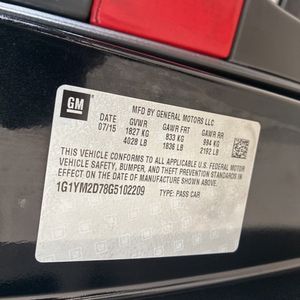 GM
MFD BY GENERAL MOTORS LLC
DATE GVWR GAWR FRT GAWR RR
07/15 1827 KG 833 KG 994 KG
4028 LB 1836 LB 2192 LB
THIS VEHICLE CONFORMS TO ALL APPLICABLE U.S. FEDERAL MOTOR
VEHICLE SAFETY, BUMPER, AND THEFT PREVENTION STANDARDS IN
EFFECT ON THE DATE OF MANUFACTURE SHOWN ABOVE.
1G1YM2D78G5102209 TYPE: PASS CAR